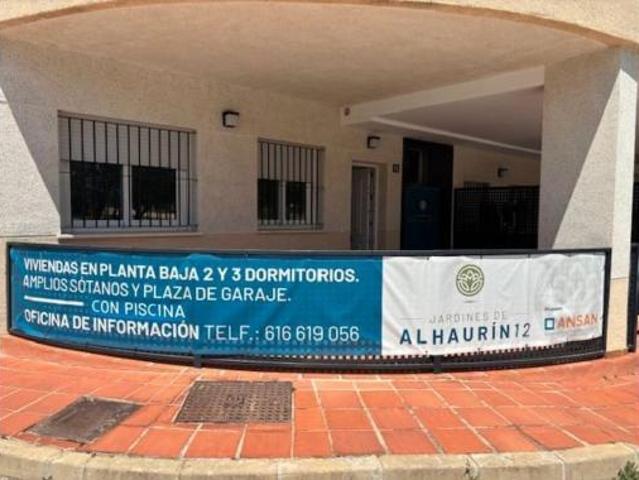 VIVIENDAS EN PLANTA BAJA 2 Y 3 DORMITORIOS.
AMPLIOS SÓTANOS Y PLAZA DE GARAJE.
CON PISCINA
OFICINA DE INFORMACIÓN TELF.: 616 619 056
JARDINES DE
ALHAURÍN 12
ANSAN